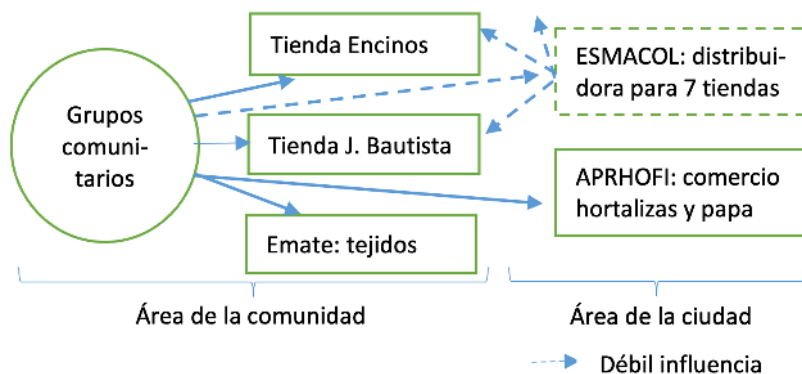 Tienda Encinos
ESMACOL: distribui-
dora para 7 tiendas
Grupos
comuni-
tarios
Tienda J. Bautista
APRHOFI: comercio
hortalizas y papa
Emate: tejidos
Área de la comunidad
Área de la ciudad
Débil influencia